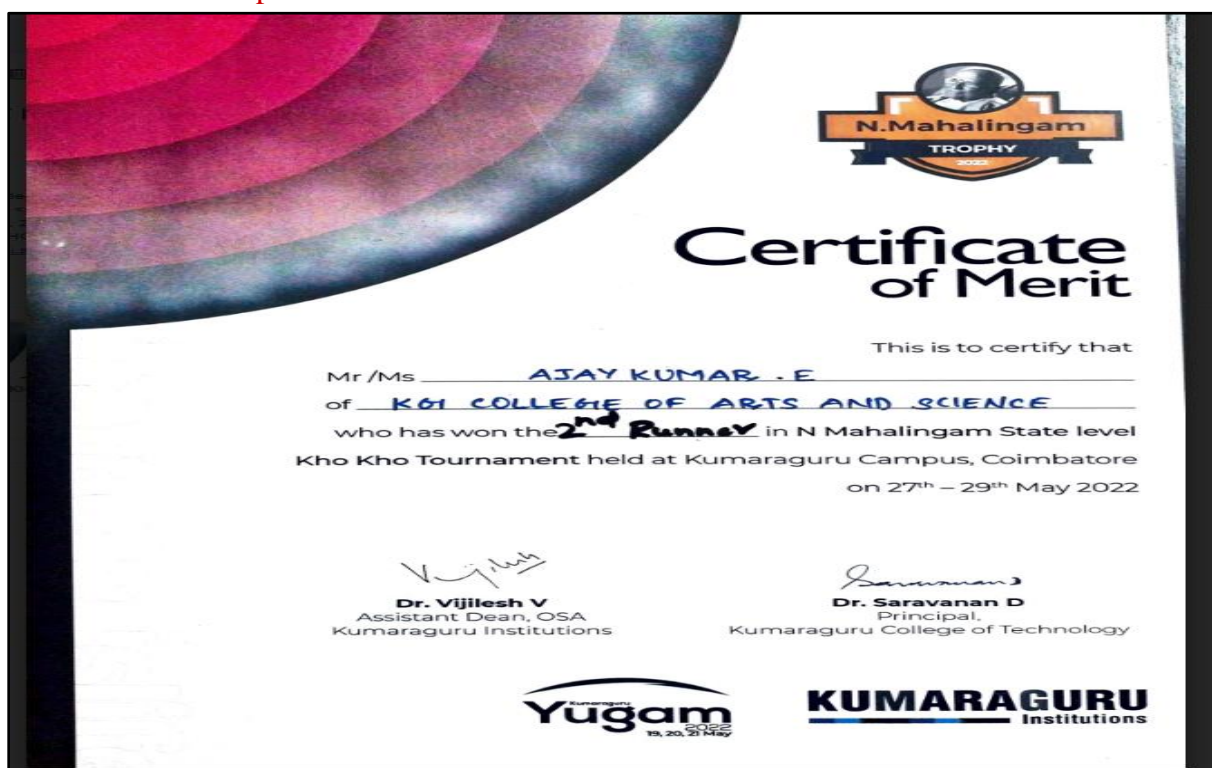 N.Mahalingam
TROPHY
2022
Certificate
of Merit
This is to certify that
Mr/Ms AJAY KUMAR . E
of KGI COLLEGE OF ARTS AND SCIENCE
who has won the 2nd Runner in N Mahalingam State level
Kho Kho Tournament held at Kumaraguru Campus, Coimbatore
on 27th – 29th May 2022
Dr. Vijilesh V
Assistant Dean, OSA
Kumaraguru Institutions
Dr. Saravanan D
Principal,
Kumaraguru College of Technology
Kumaraguru
Yugam
2022
19, 20, 21 May
KUMARAGURU
Institutions